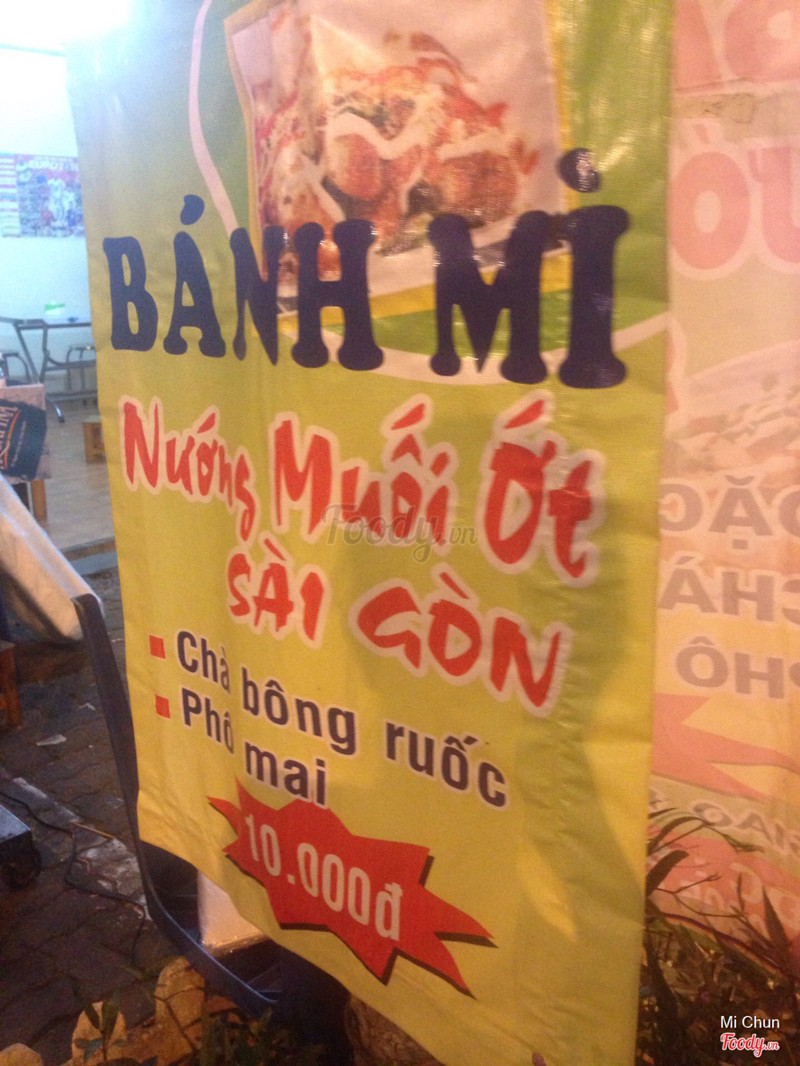 BÁNH MÌ
Nướng Muối Ớt
SÀI GÒN
Chà bông ruốc
Phô mai
10.000đ
Foody.vn
Mi Chun
Foody.vn